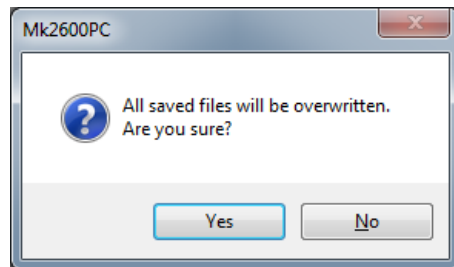 Mk2600PC
All saved files will be overwritten.
Are you sure?
Yes
No